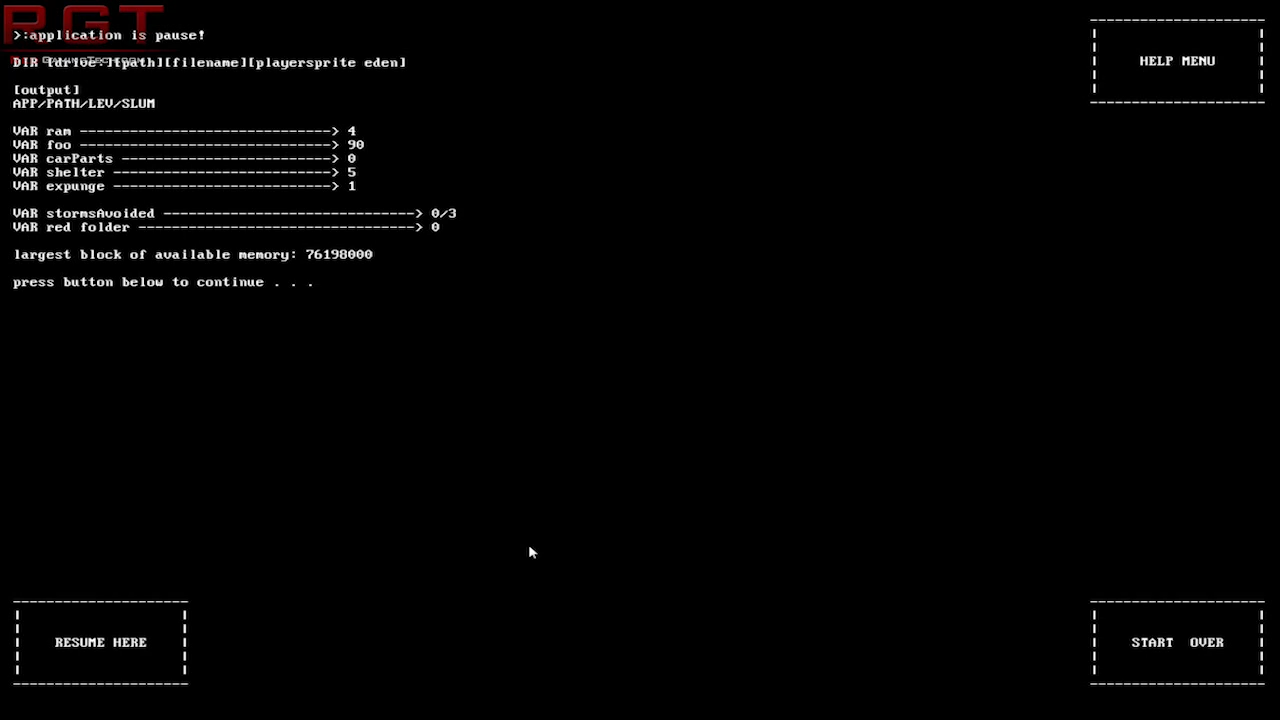 RGT
>:application is pause!
DIR [drive:][path][filename][playersprite eden]
[output]
APP/PATH/LEV/SLUM
VAR ram ------------------------------> 4
VAR foo ------------------------------> 90
VAR carParts -------------------------> 0
VAR shelter --------------------------> 5
VAR expunge --------------------------> 1
VAR stormsAvoided ------------------------------> 0/3
VAR red folder ---------------------------------> 0
largest block of available memory: 76198000
press button below to continue . . .
HELP MENU
RESUME HERE
START OVER